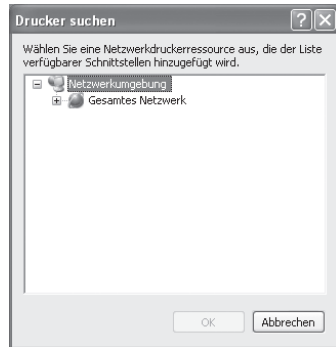 Drucker suchen
Wählen Sie eine Netzwerkdruckerressource aus, die der Liste
verfügbarer Schnittstellen hinzugefügt wird.
Netzwerkumgebung
Gesamtes Netzwerk
OK Abbrechen